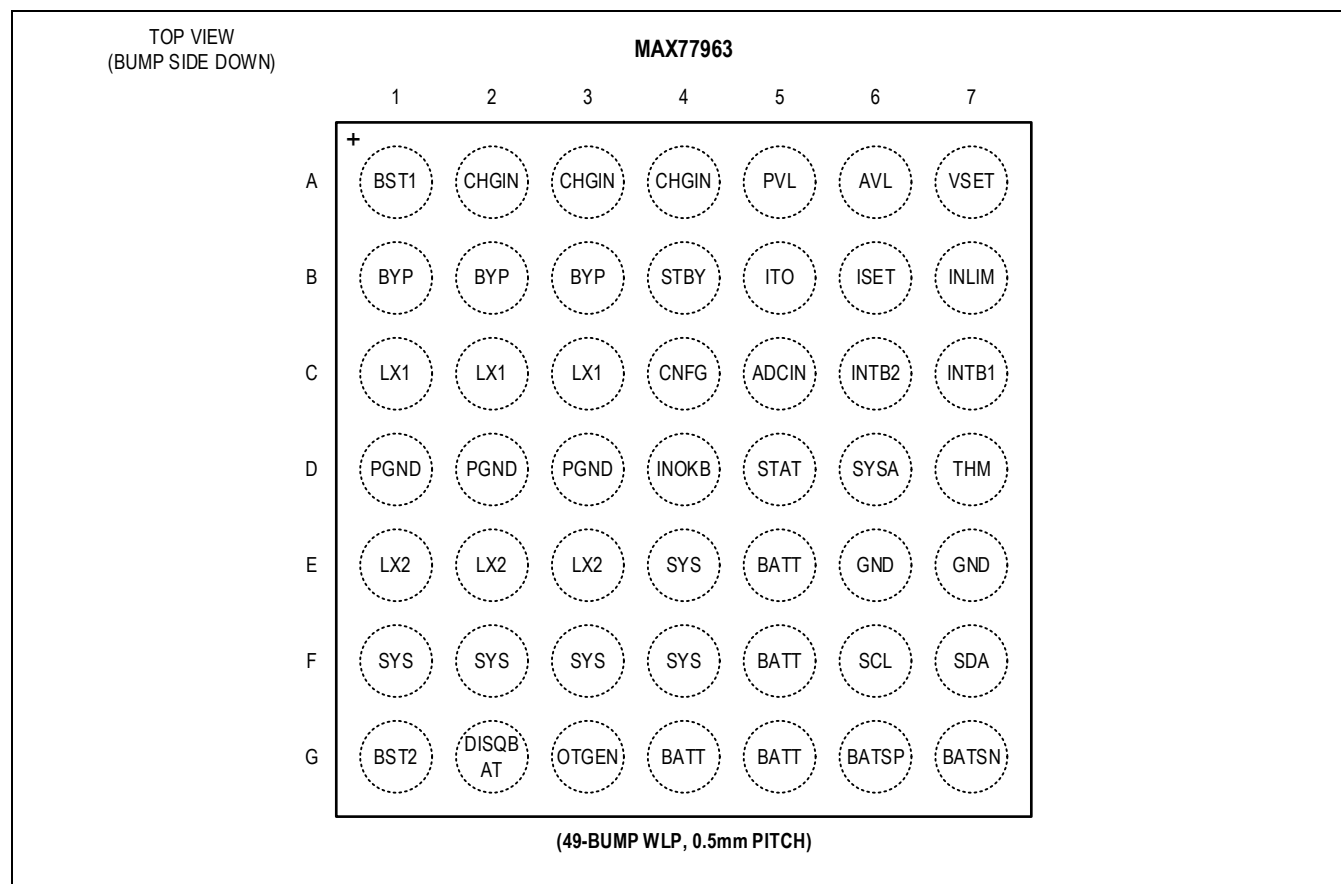 TOP VIEW
(BUMP SIDE DOWN)
MAX77963
1 2 3 4 5 6 7
+
A BST1 CHGIN CHGIN CHGIN PVL AVL VSET
B BYP BYP BYP STBY ITO ISET INLIM
C LX1 LX1 LX1 CNFG ADCIN INTB2 INTB1
D PGND PGND PGND INOKB STAT SYSA THM
E LX2 LX2 LX2 SYS BATT GND GND
F SYS SYS SYS SYS BATT SCL SDA
G BST2 DISQB AT OTGEN BATT BATT BATSP BATSN
(49-BUMP WLP, 0.5mm PITCH)